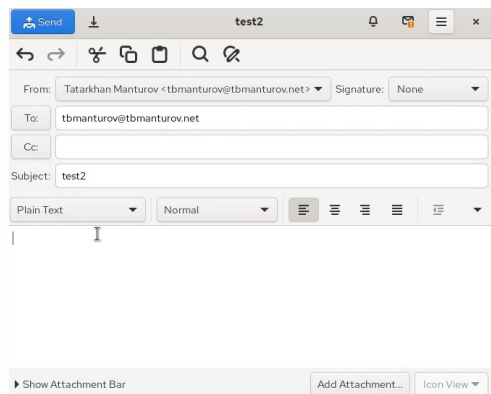 Send test2
From: Tatarkhan Manturov <tbmanturov@tbmanturov.net> Signature: None
To: tbmanturov@tbmanturov.net
Cc:
Subject: test2
Plain Text Normal
Show Attachment Bar Add Attachment... Icon View